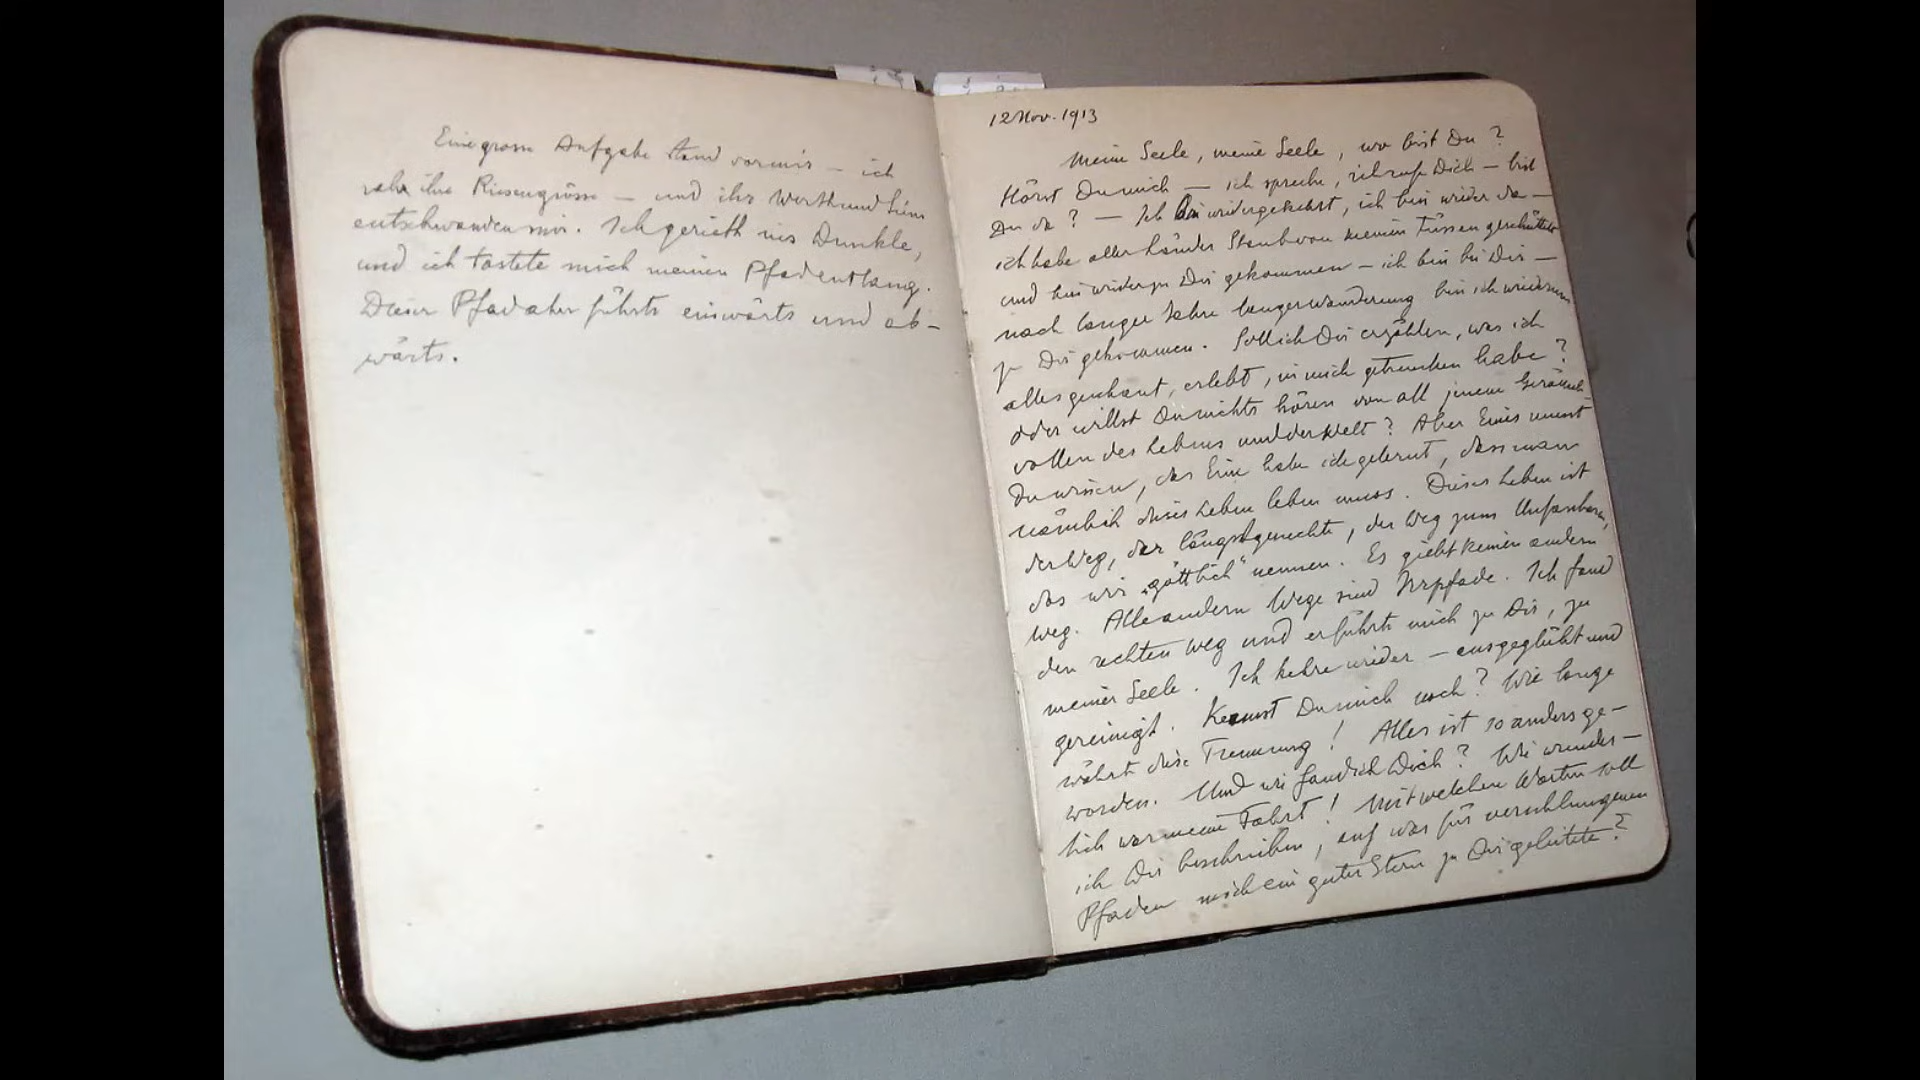 Eine grosse Aufgabe stand vor mir — ich
sah ihre Riesengrösse — und ihr Werth und Sinn
entschwanden mir. Ich gerieth ins Dunkle,
und ich tastete mich meinen Pfad entlang.
Dieser Pfad aber führte einwärts und ab-
wärts.
12 Nov. 1913
Meine Seele, meine Seele, wo bist Du?
Hörst Du mich — ich spreche, ich rufe Dich — bist
Du da? — Ich bin wiedergekehrt, ich bin wieder da —
ich habe aller Länder Staub von meinen Füssen geschüttelt
und bin wieder zu Dir gekommen — ich bin bei Dir —
nach langer Jahre langer Wanderung bin ich wiederum
zu Dir gekommen. Soll ich Dir erzählen, was ich
alles geschaut, erlebt, in mich getrunken habe?
oder willst Du nichts hören von all jenem Geräusch-
vollen des Lebens und der Welt? Aber Eines musst
Du wissen, das Eine habe ich gelernt, dass man
nämlich dieses Leben leben muss. Dieses Leben ist
der Weg, der längst gesuchte, der Weg zum Unfassbaren,
das wir „göttlich“ nennen. Es giebt keinen andern
Weg. Alle andern Wege sind Irrpfade. Ich fand
den rechten Weg und er führte mich zu Dir, zu
meiner Seele. Ich kehre wieder — ausgeglüht und
gereinigt. Kennst Du mich noch? Wie lange
währte diese Trennung! Alles ist so anders ge-
worden. Und wie fand ich Dich? Wie wunder-
lich war meine Fahrt! Mit welchen Worten soll
ich Dir beschreiben, auf was für verschlungenen
Pfaden mich ein guter Stern zu Dir geleitete?